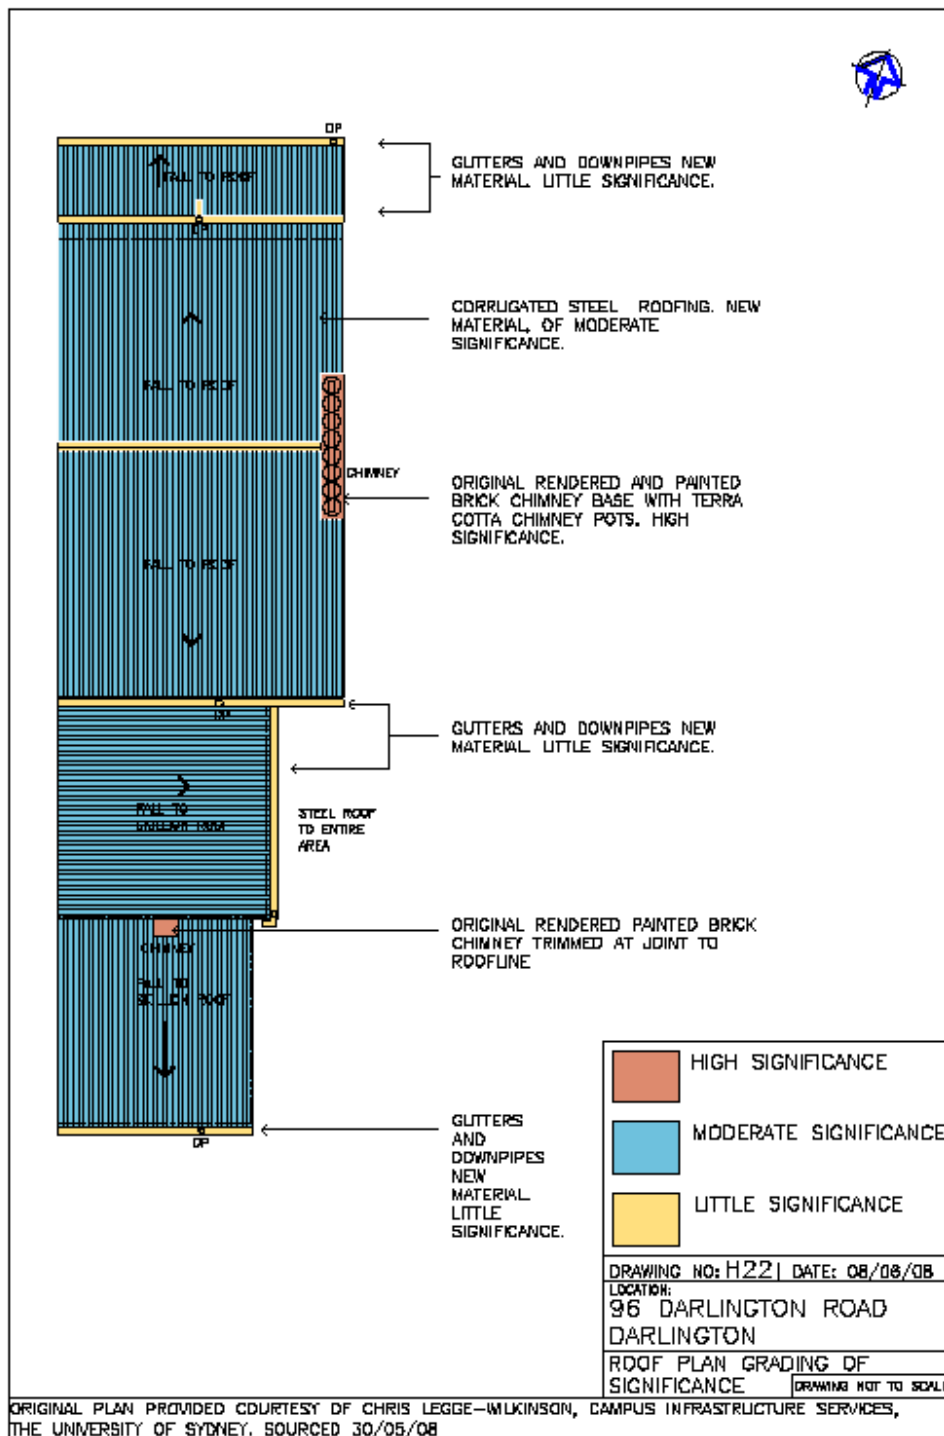 DP
GUTTERS AND DOWNPIPES NEW
MATERIAL. LITTLE SIGNIFICANCE.
FALL TO ROOF
DP
CORRUGATED STEEL ROOFING. NEW
MATERIAL, OF MODERATE
SIGNIFICANCE.
FALL TO ROOF
CHIMNEY
ORIGINAL RENDERED AND PAINTED
BRICK CHIMNEY BASE WITH TERRA
COTTA CHIMNEY POTS. HIGH
SIGNIFICANCE.
FALL TO ROOF
DP
GUTTERS AND DOWNPIPES NEW
MATERIAL. LITTLE SIGNIFICANCE.
FALL TO
SKILLION ROOF
STEEL ROOF
TO ENTIRE
AREA
ORIGINAL RENDERED PAINTED BRICK
CHIMNEY TRIMMED AT JOINT TO
ROOFLINE
CHIMNEY
FALL TO
SKILLION ROOF
DP
GUTTERS
AND
DOWNPIPES
NEW
MATERIAL.
LITTLE
SIGNIFICANCE.
HIGH SIGNIFICANCE
MODERATE SIGNIFICANCE
LITTLE SIGNIFICANCE
DRAWING NO: H22 DATE: 08/06/08
LOCATION:
96 DARLINGTON ROAD
DARLINGTON
ROOF PLAN GRADING OF
SIGNIFICANCE
DRAWING NOT TO SCALE
ORIGINAL PLAN PROVIDED COURTESY OF CHRIS LEGGE-WILKINSON, CAMPUS INFRASTRUCTURE SERVICES,
THE UNIVERSITY OF SYDNEY. SOURCED 30/05/08